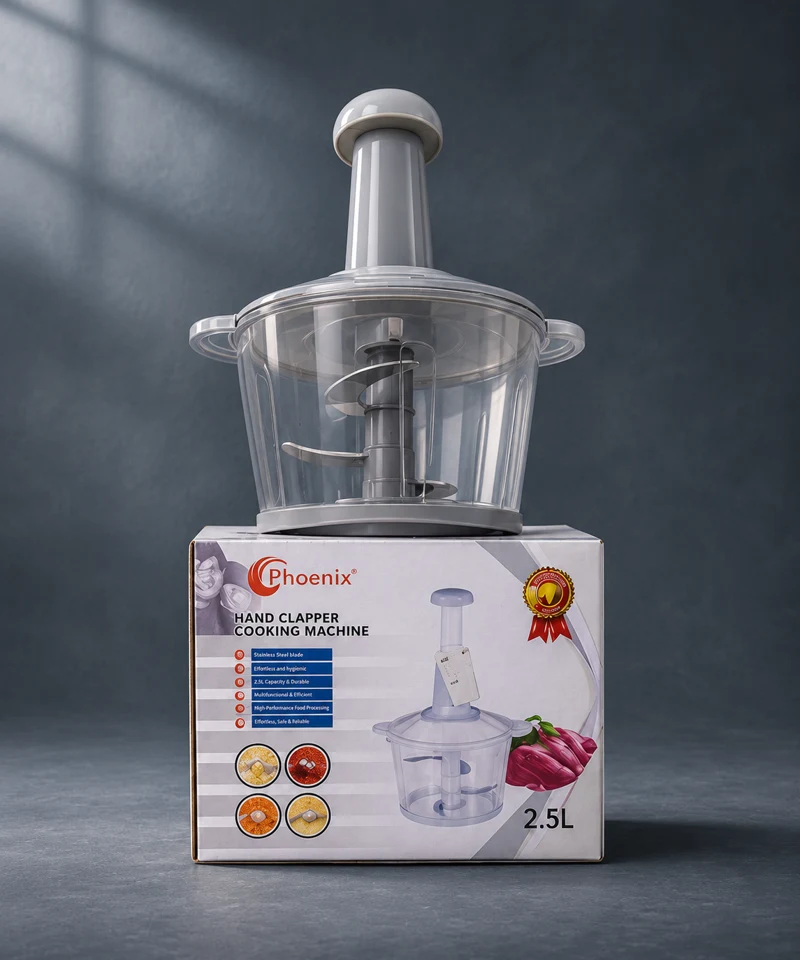 Phoenix®
HAND CLAPPER
COOKING MACHINE
Stainless Steel blade
Effortless and hygienic
2.5L Capacity & Durable
Multifunctional & Efficient
High-Performance Food Processing
Effortless, Safe & Reliable
2.5L